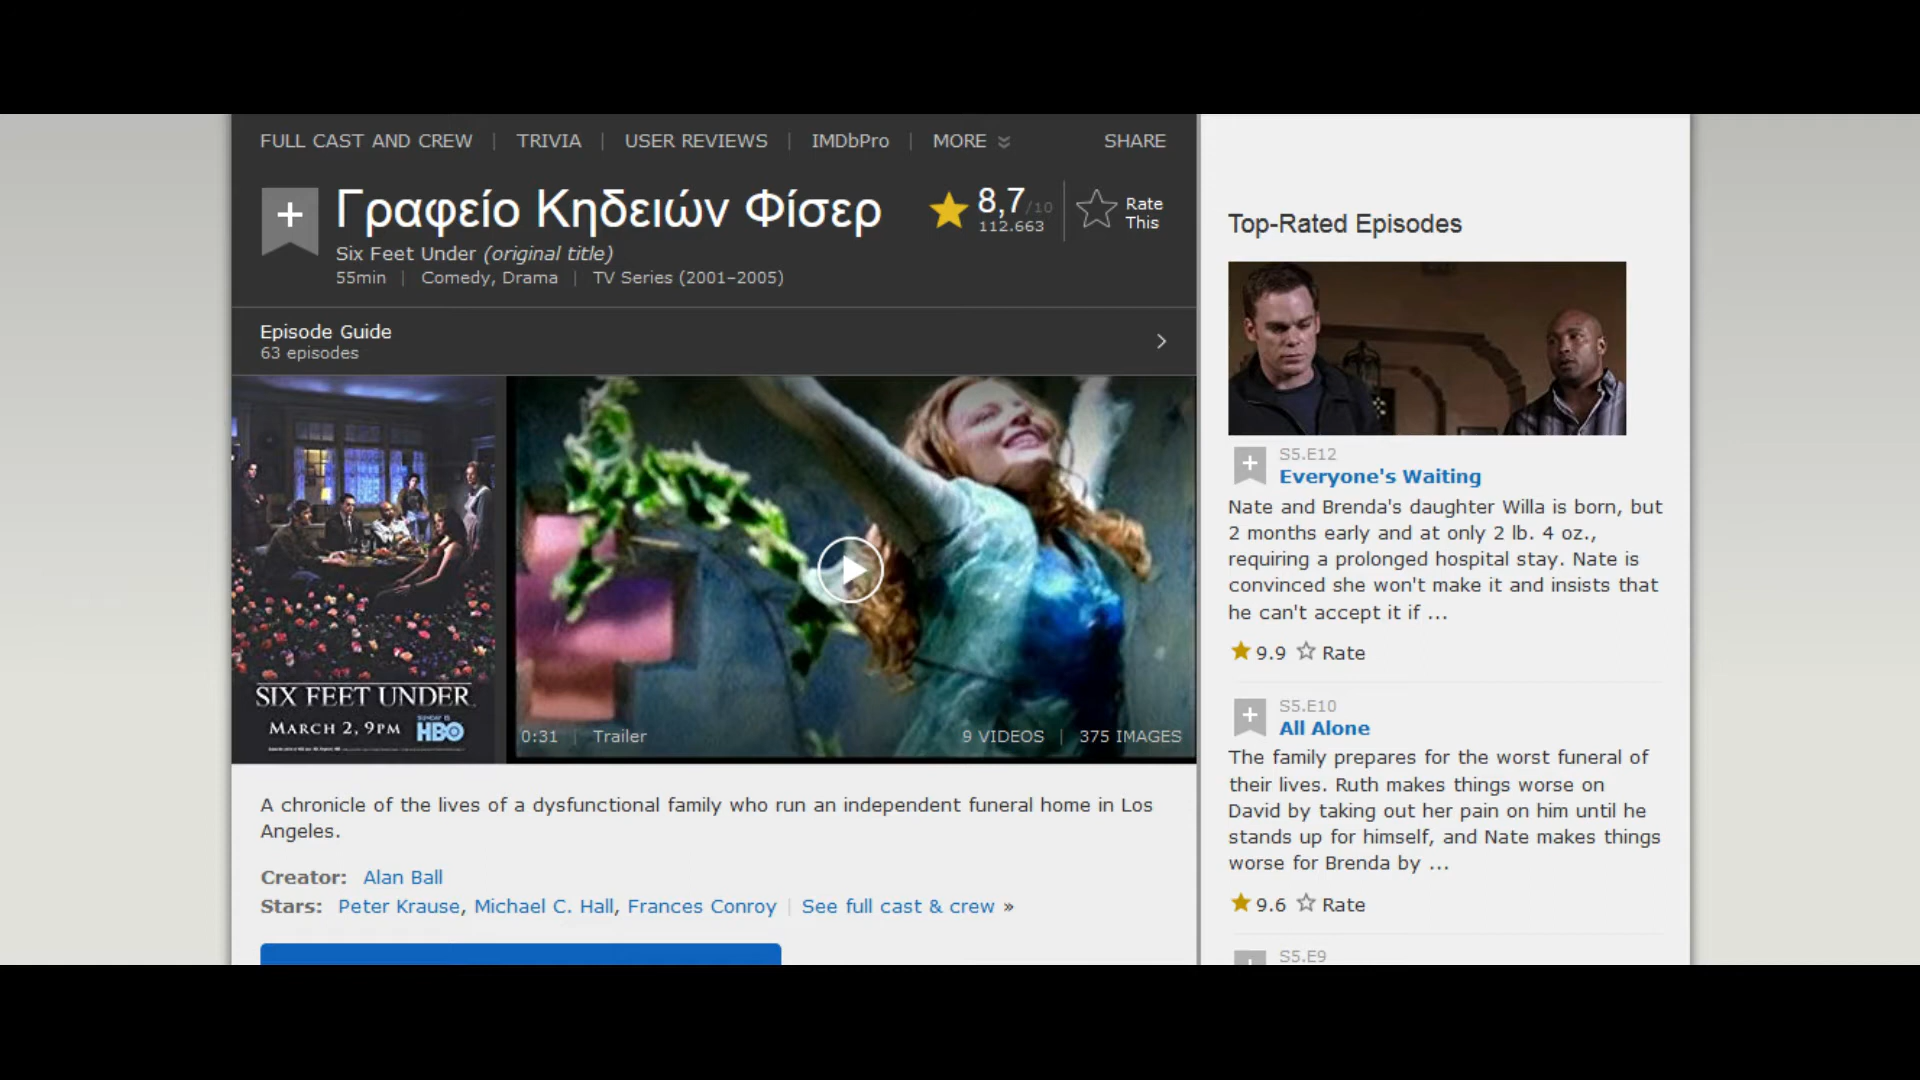 FULL CAST AND CREW | TRIVIA | USER REVIEWS | IMDbPro | MORE SHARE
Γραφείο Κηδειών Φίσερ
8,7/10
112.663
Rate
This
Six Feet Under (original title)
55min | Comedy, Drama | TV Series (2001–2005)
Episode Guide
63 episodes
SIX FEET UNDER
MARCH 2, 9PM
HBO
0:31 | Trailer
9 VIDEOS | 375 IMAGES
A chronicle of the lives of a dysfunctional family who run an independent funeral home in Los
Angeles.
Creator: Alan Ball
Stars: Peter Krause, Michael C. Hall, Frances Conroy | See full cast & crew »
Top-Rated Episodes
S5.E12
Everyone's Waiting
Nate and Brenda's daughter Willa is born, but
2 months early and at only 2 lb. 4 oz.,
requiring a prolonged hospital stay. Nate is
convinced she won't make it and insists that
he can't accept it if ...
9.9 Rate
S5.E10
All Alone
The family prepares for the worst funeral of
their lives. Ruth makes things worse on
David by taking out her pain on him until he
stands up for himself, and Nate makes things
worse for Brenda by ...
9.6 Rate
S5.E9